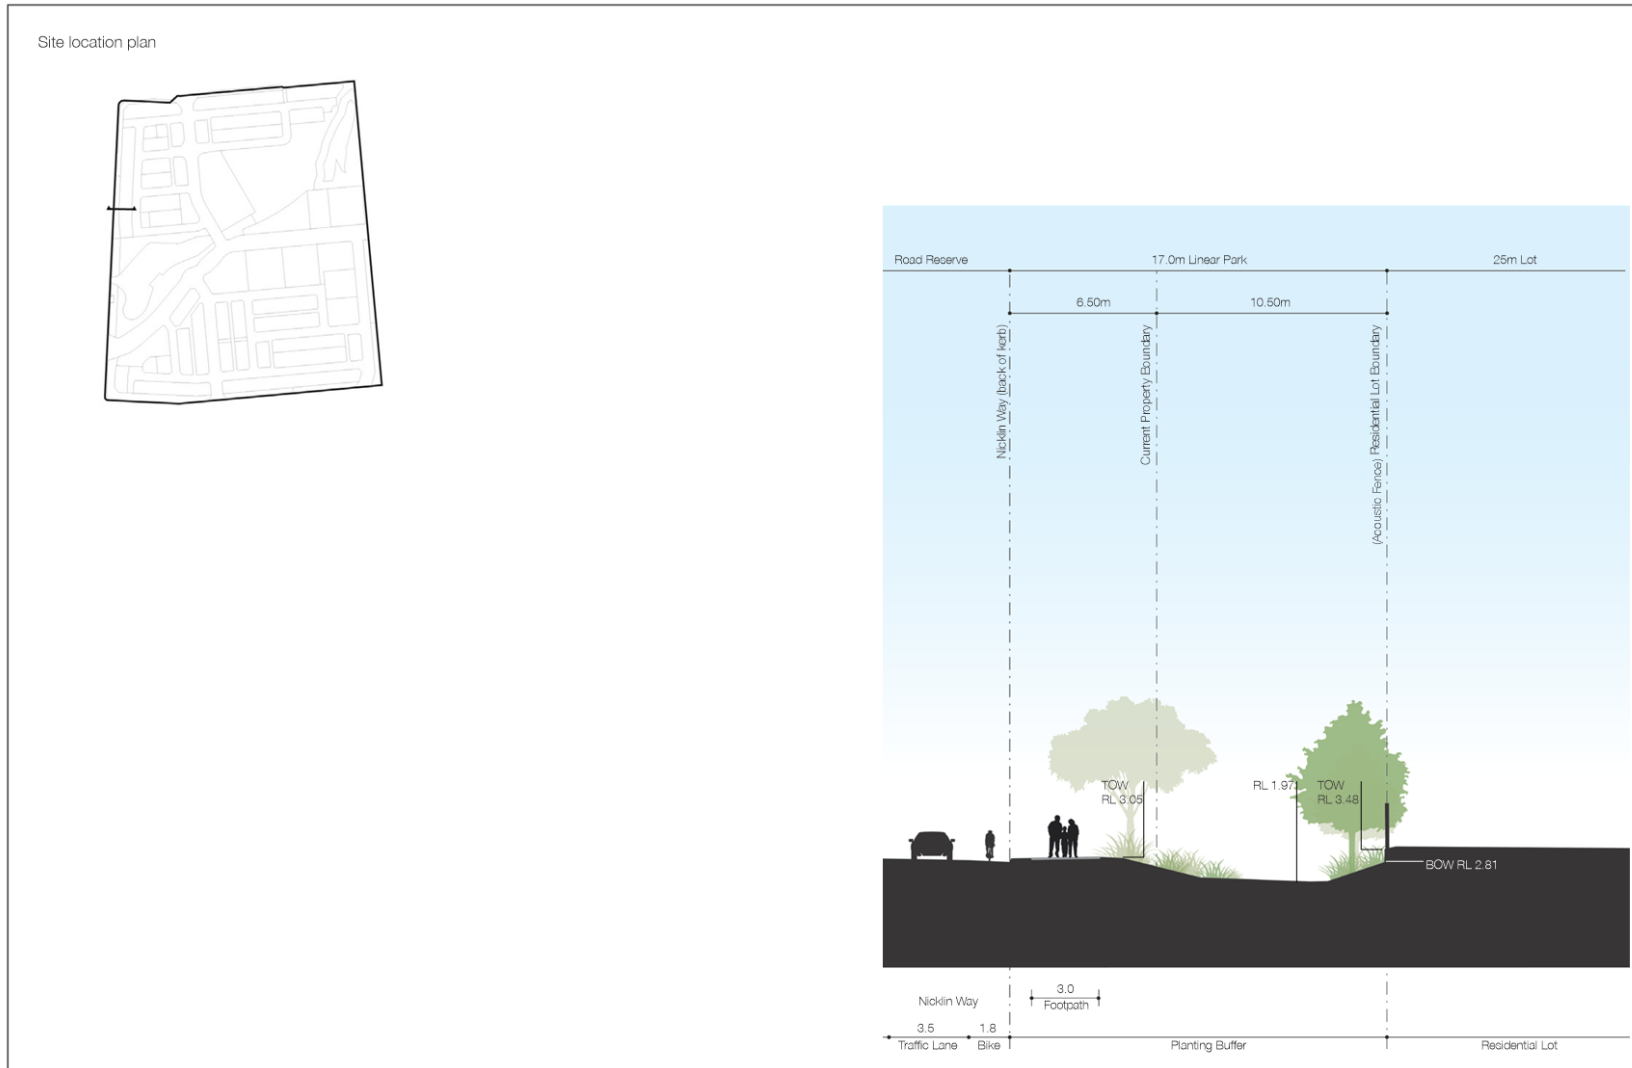 Site location plan
Road Reserve
17.0m Linear Park
25m Lot
6.50m
10.50m
Nicklin Way (back of kerb)
Current Property Boundary
(Acoustic Fence) Residential Lot Boundary
TOW
RL 3.05
RL 1.97
TOW
RL 3.48
BOW RL 2.81
Nicklin Way
3.0
Footpath
3.5
1.8
Traffic Lane
Bike
Planting Buffer
Residential Lot